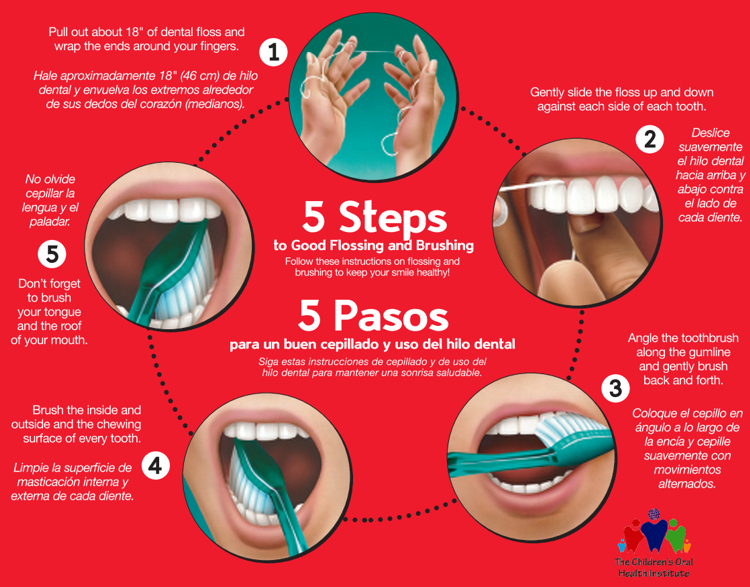 5 Steps
to Good Flossing and Brushing
Follow these instructions on flossing and
brushing to keep your smile healthy!
5 Pasos
para un buen cepillado y uso del hilo dental
Siga estas instrucciones de cepillado y de uso del
hilo dental para mantener una sonrisa saludable.
1
Pull out about 18" of dental floss and
wrap the ends around your fingers.
Hale aproximadamente 18" (46 cm) de hilo
dental y envuelva los extremos alrededor
de sus dedos del corazón (medianos).
Gently slide the floss up and down
against each side of each tooth.
2
Deslice
suavemente
el hilo dental
hacia arriba y
abajo contra
el lado de
cada diente.
Angle the toothbrush
along the gumline
and gently brush
back and forth.
3
Coloque el cepillo en
ángulo a lo largo de
la encía y cepille
suavemente con
movimientos
alternados.
Brush the inside and
outside and the chewing
surface of every tooth.
4
Limpie la superficie de
masticación interna y
externa de cada diente.
No olvide
cepillar la
lengua y el
paladar.
5
Don't forget
to brush
your tongue
and the roof
of your mouth.
The Children's Oral
Health Institute